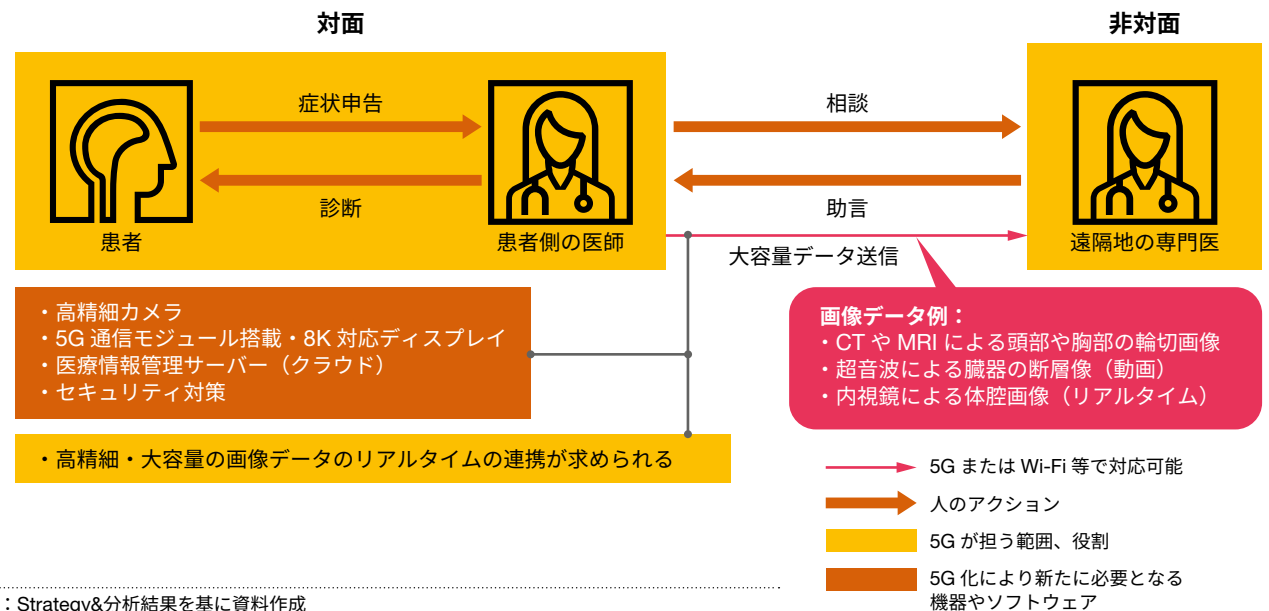 対面
非対面
症状申告
相談
診断
助言
患者
患者側の医師
遠隔地の専門医
大容量データ送信
・高精細カメラ
・5G 通信モジュール搭載・8K 対応ディスプレイ
・医療情報管理サーバー（クラウド）
・セキュリティ対策
画像データ例：
・CT や MRI による頭部や胸部の輪切画像
・超音波による臓器の断層像（動画）
・内視鏡による体腔画像（リアルタイム）
・高精細・大容量の画像データのリアルタイムの連携が求められる
5G または Wi-Fi 等で対応可能
人のアクション
5G が担う範囲、役割
5G 化により新たに必要となる
機器やソフトウェア
：Strategy&分析結果を基に資料作成